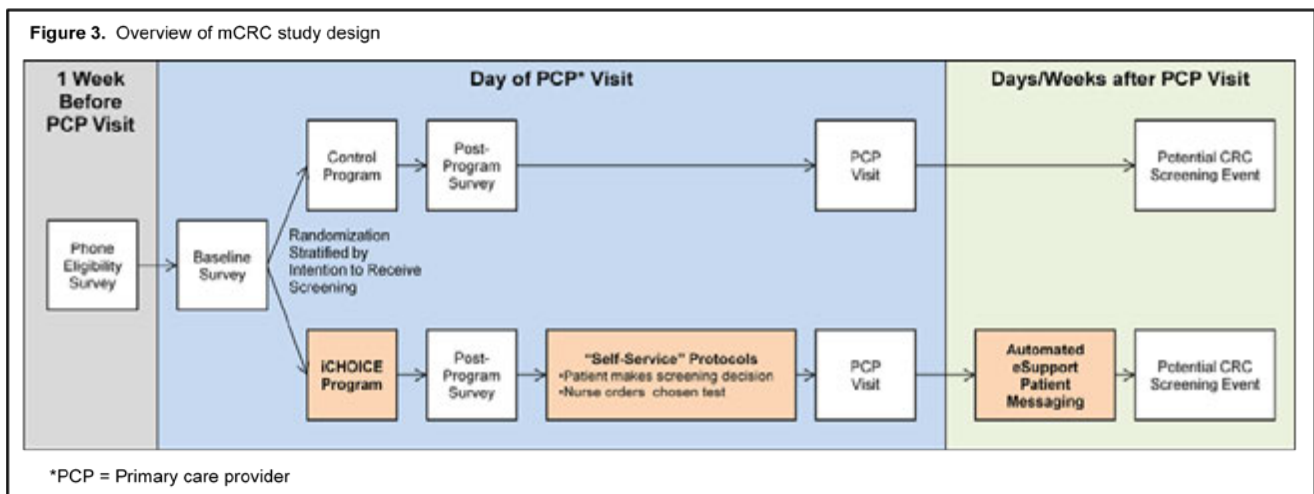 Figure 3. Overview of mCRC study design
1 Week
Before
PCP Visit
Day of PCP* Visit
Days/Weeks after PCP Visit
Phone
Eligibility
Survey
Baseline
Survey
Control
Program
Post-
Program
Survey
PCP
Visit
Potential CRC
Screening Event
Randomization
Stratified by
Intention to Receive
Screening
iCHOICE
Program
Post-
Program
Survey
"Self-Service" Protocols
•Patient makes screening decision
•Nurse orders chosen test
PCP
Visit
Automated
eSupport
Patient
Messaging
Potential CRC
Screening Event
*PCP = Primary care provider